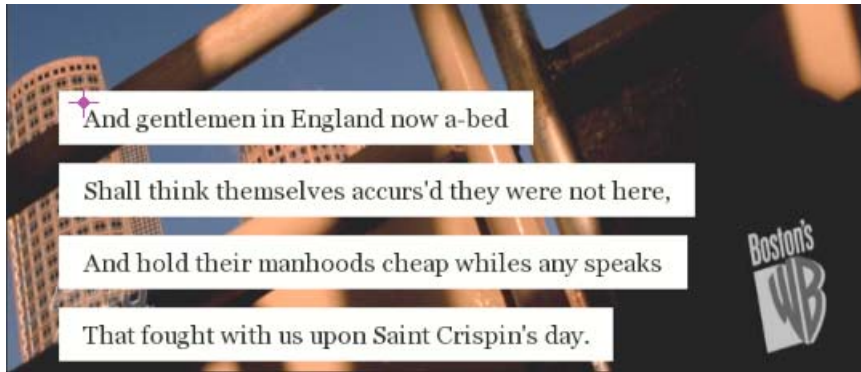 And gentlemen in England now a-bed
Shall think themselves accurs'd they were not here,
And hold their manhoods cheap whiles any speaks
That fought with us upon Saint Crispin's day.
Boston's
WB